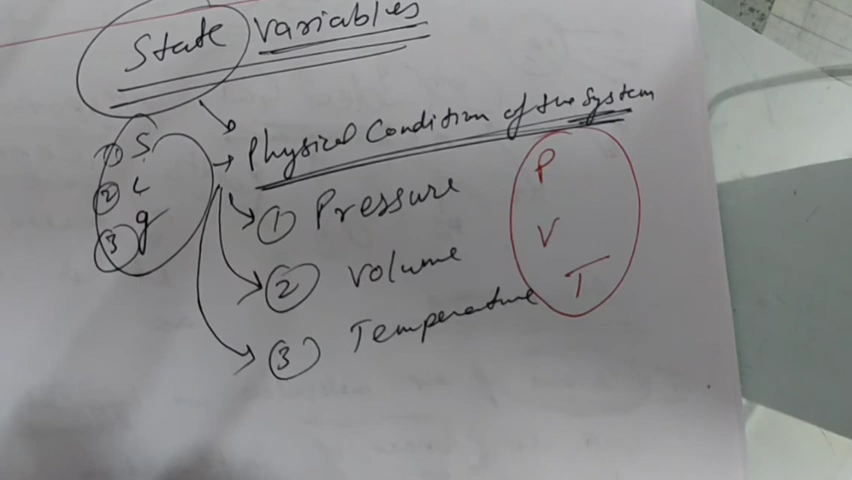 State Variables
→ Physical Condition of the System
① S
② L
③ g
① Pressure
② Volume
③ Temperature
P
V
T